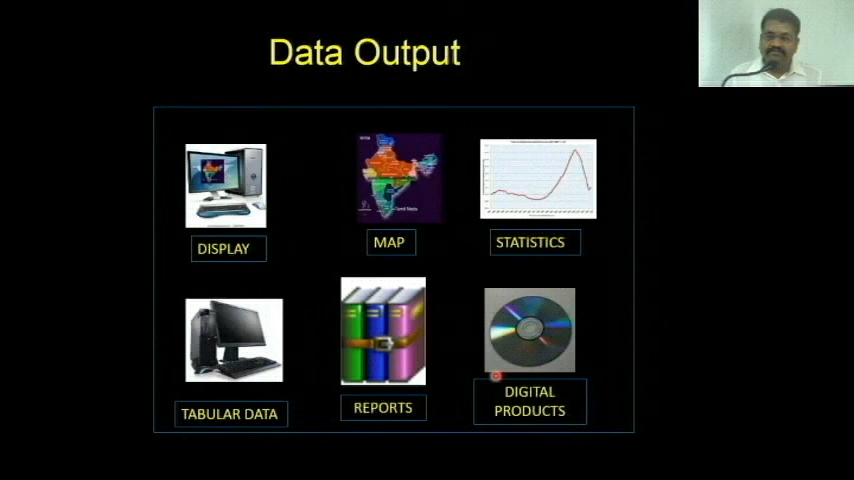 Data Output
DISPLAY
MAP
STATISTICS
TABULAR DATA
REPORTS
DIGITAL
PRODUCTS